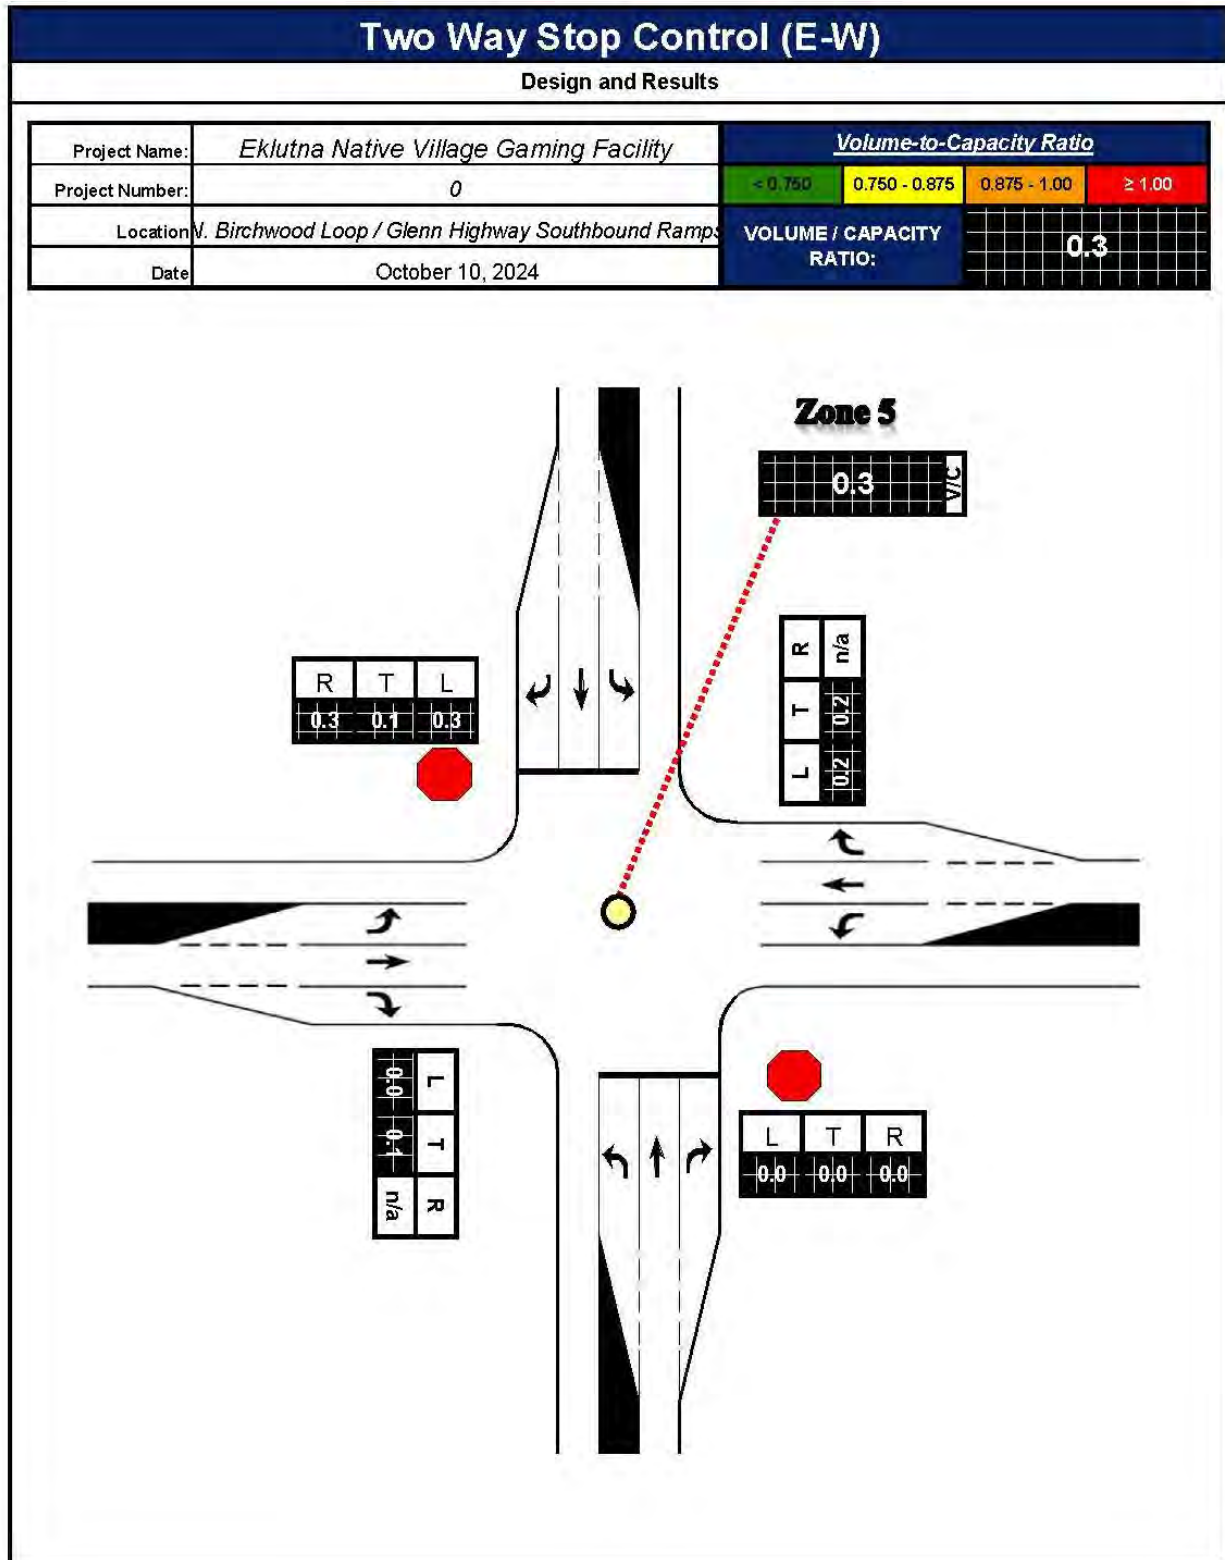 Two Way Stop Control (E-W)
Design and Results
Project Name: Eklutna Native Village Gaming Facility
Project Number: 0
Location N. Birchwood Loop / Glenn Highway Southbound Ramps
Date October 10, 2024
Volume-to-Capacity Ratio
< 0.750 0.750 - 0.875 0.875 - 1.00 ≥ 1.00
VOLUME / CAPACITY
RATIO:
0.3
Zone 5
0.3 V/C
R T L
0.3 0.1 0.3
L T R
0.2 0.2 n/a
L T R
0.0 0.1 n/a
L T R
0.0 0.0 0.0